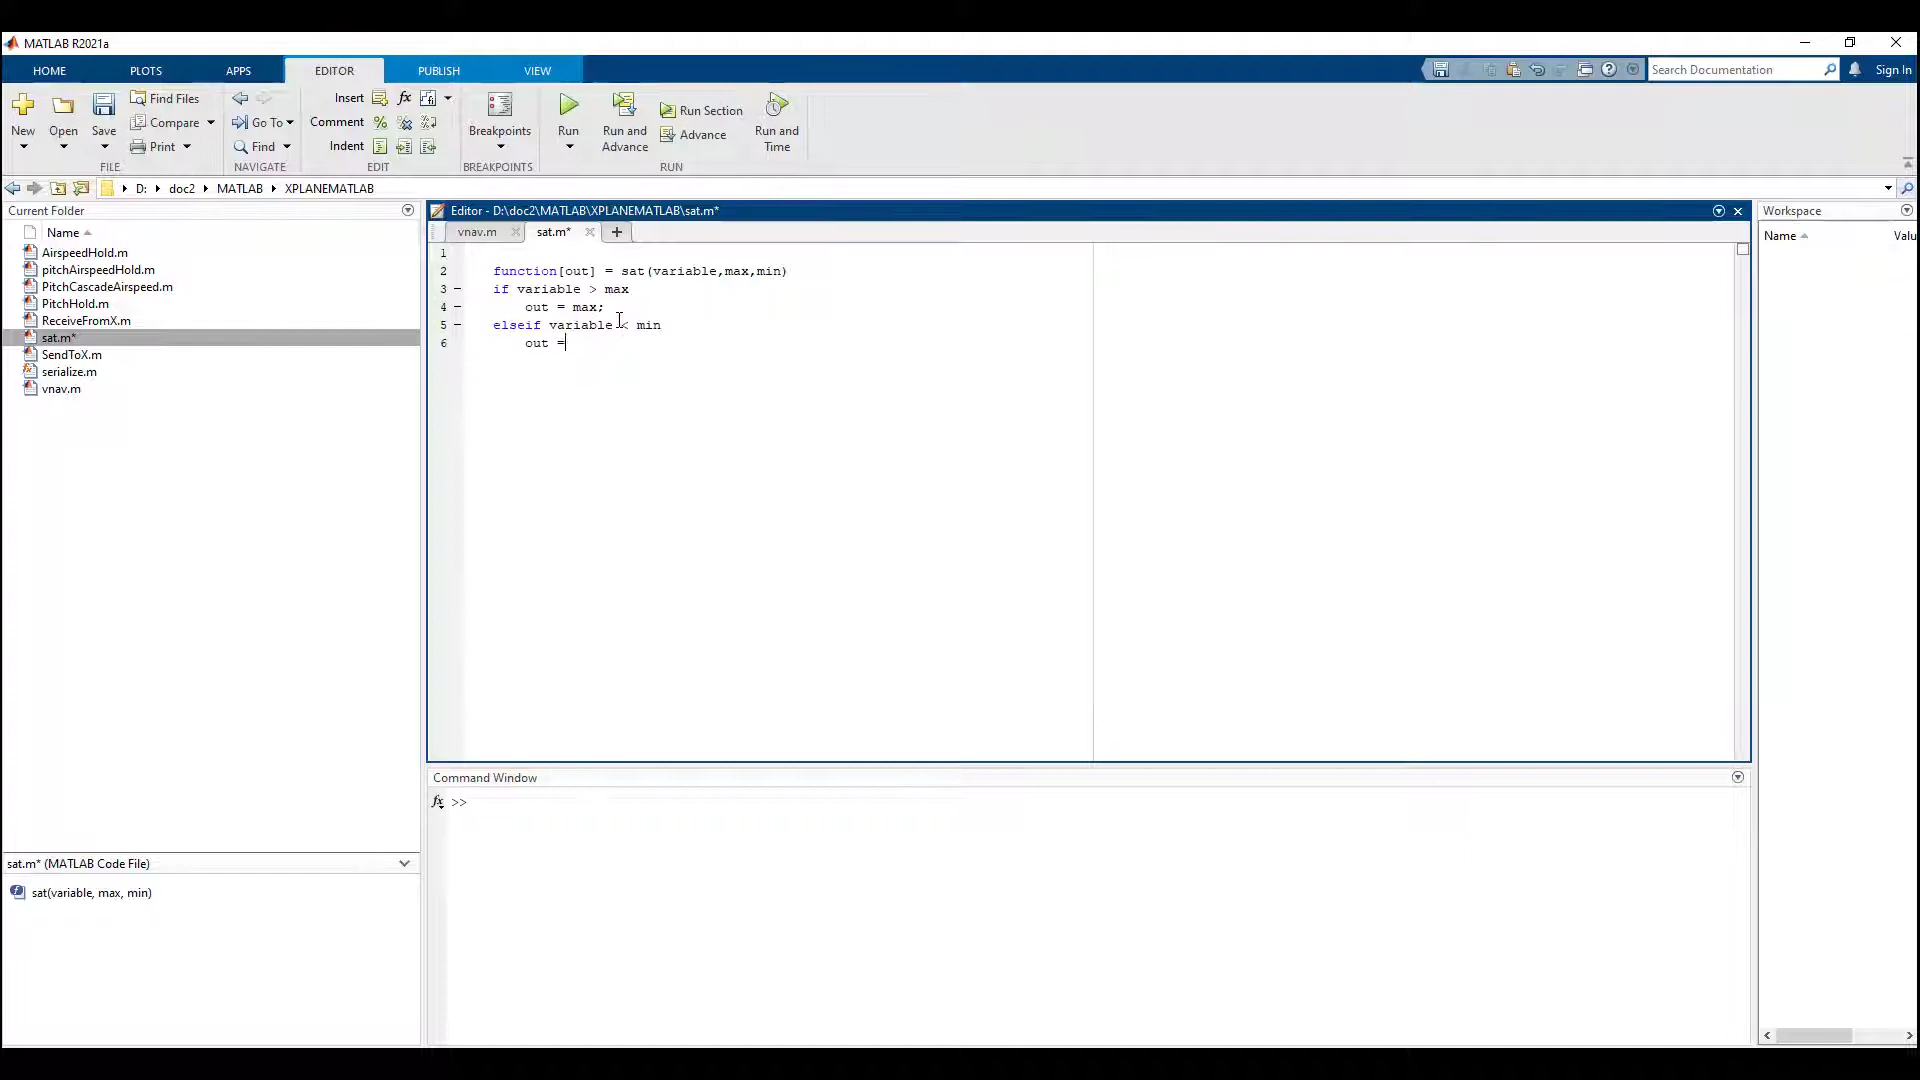 MATLAB R2021a
HOME PLOTS APPS EDITOR PUBLISH VIEW Search Documentation Sign In
New Open Save Find Files Compare Print
Go To Find
Insert fx
Comment
Indent
Breakpoints Run Run and Advance Run Section Advance Run and Time
FILE NAVIGATE EDIT BREAKPOINTS RUN
D: doc2 MATLAB XPLANEMATLAB
Current Folder
Name
AirspeedHold.m
pitchAirspeedHold.m
PitchCascadeAirspeed.m
PitchHold.m
ReceiveFromX.m
sat.m*
SendToX.m
serialize.m
vnav.m
sat.m* (MATLAB Code File)
sat(variable, max, min)
Editor - D:\doc2\MATLAB\XPLANEMATLAB\sat.m*
vnav.m sat.m*
1
2 function[out] = sat(variable,max,min)
3 – if variable > max
4 – out = max;
5 – elseif variable < min
6 out =
Command Window
fx >>
Workspace
Name Valu